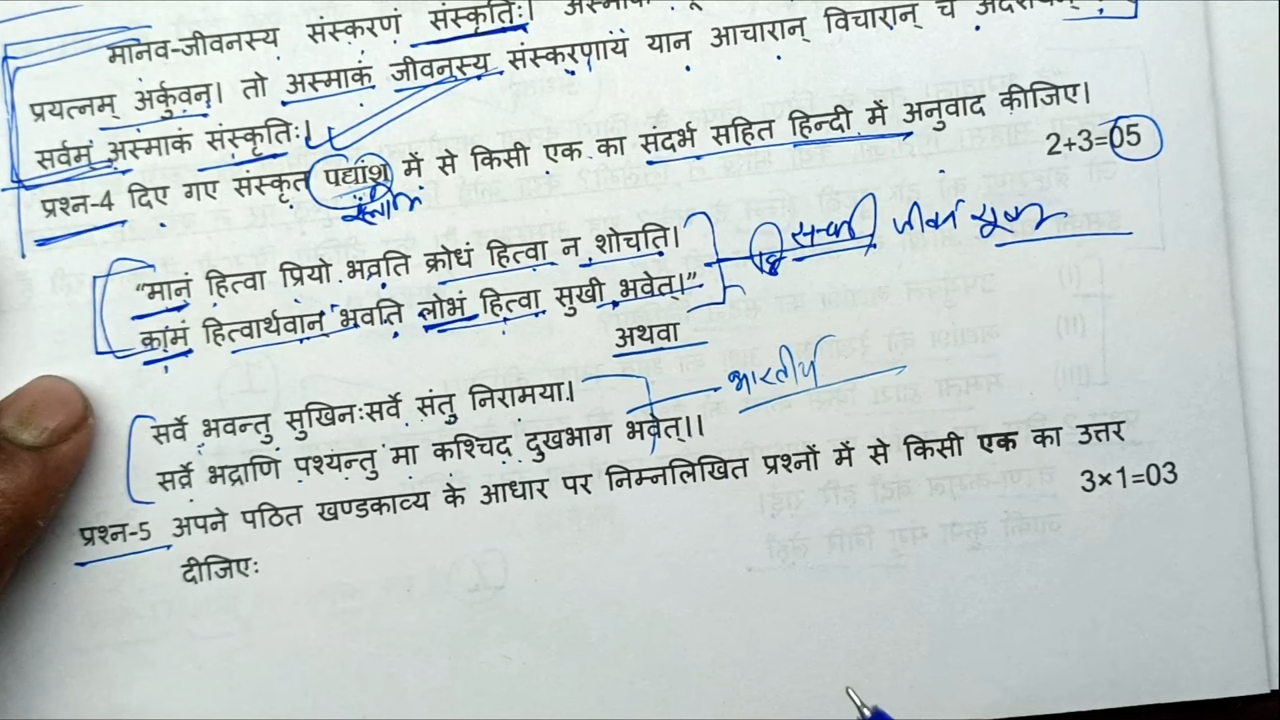 मानव-जीवनस्य संस्करणं संस्कृतिः।
प्रयत्नम् अर्कुवन्। तो अस्माकं जीवनस्य संस्करणाय यान आचारान् विचारान् च
सर्वम् अस्माकं संस्कृतिः।
प्रश्न-4 दिए गए संस्कृत पद्यांश में से किसी एक का संदर्भ सहित हिन्दी में अनुवाद कीजिए।
2+3=05
"मानं हित्वा प्रियो भवति क्रोधं हित्वा न शोचति।
कामं हित्वार्थवान भवति लोभं हित्वा सुखी भवेत्।"
अथवा
भारतीय
सर्वे भवन्तु सुखिनःसर्वे संतु निरामया।
सर्वे भद्राणि पश्यन्तु मा कश्चिद् दुखभाग भवेत्।।
प्रश्न-5 अपने पठित खण्डकाव्य के आधार पर निम्नलिखित प्रश्नों में से किसी एक का उत्तर
दीजिए:
3×1=03